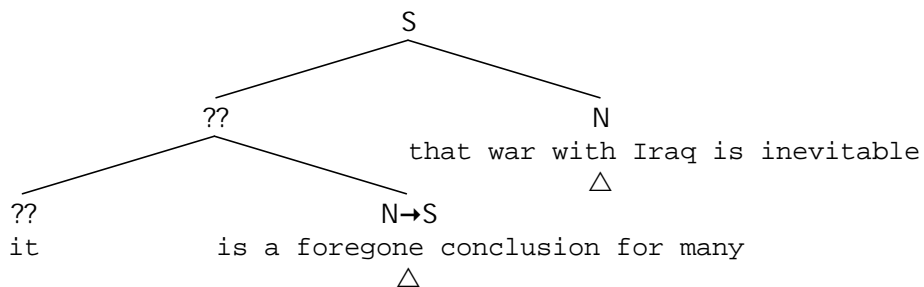 S
?? N
that war with Iraq is inevitable
?? N→S
it is a foregone conclusion for many